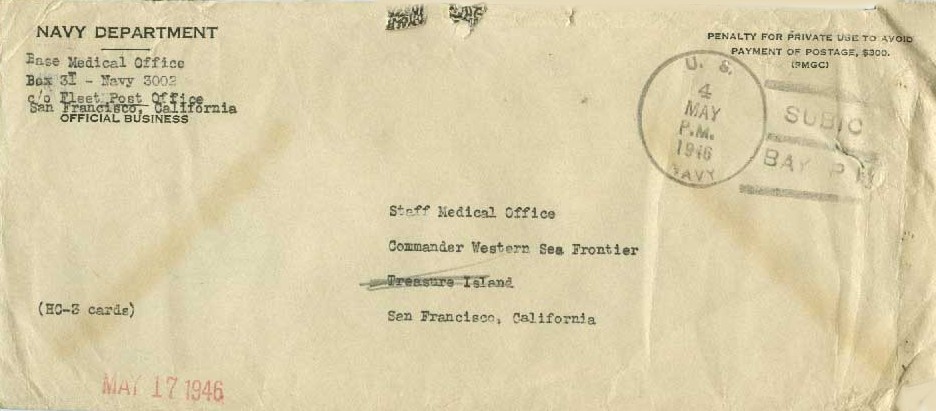 NAVY DEPARTMENT
Base Medical Office
Box 31 - Navy 3002
c/o Fleet Post Office
San Francisco, California
OFFICIAL BUSINESS
PENALTY FOR PRIVATE USE TO AVOID
PAYMENT OF POSTAGE, $300.
(PMGC)
U. S.
4
MAY
P.M.
1946
NAVY
SUBIC
BAY P I
Staff Medical Office
Commander Western Sea Frontier
Treasure Island
San Francisco, California
(HC-3 cards)
MAY 17 1946